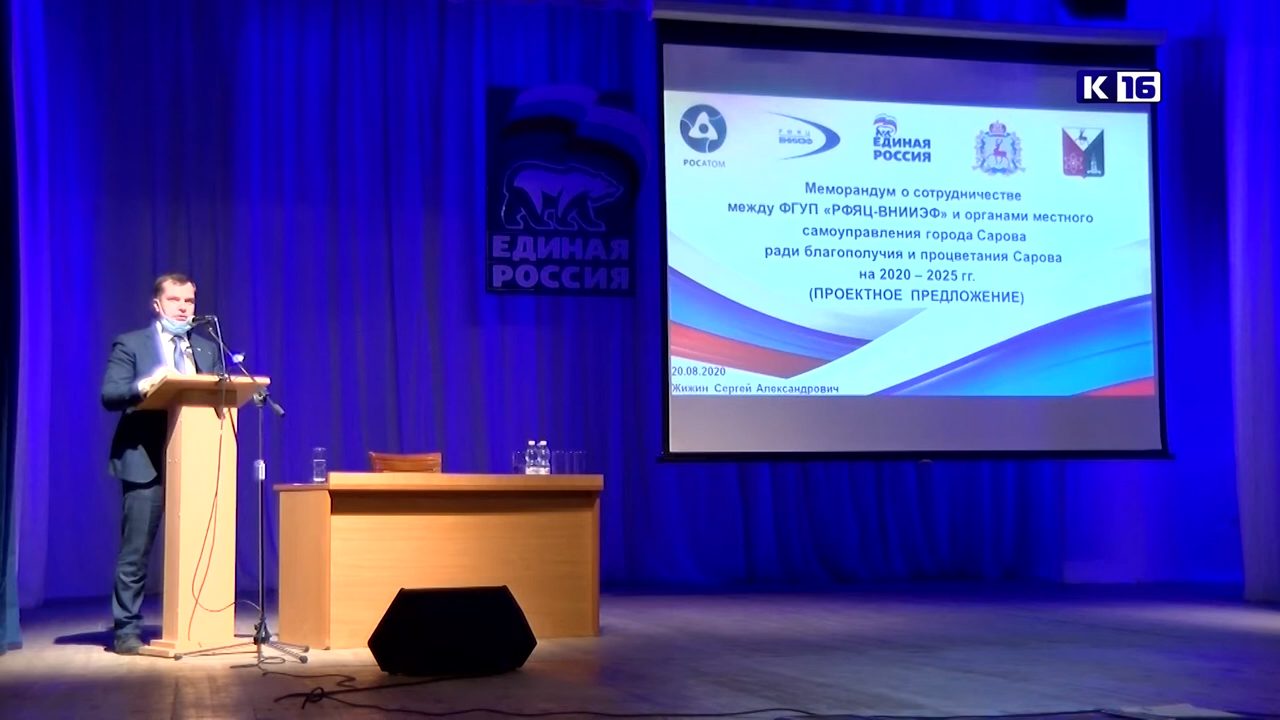 К 16
РОСАТОМ
РФЯЦ
ВНИИЭФ
ЕДИНАЯ
РОССИЯ
Меморандум о сотрудничестве
между ФГУП «РФЯЦ-ВНИИЭФ» и органами местного
самоуправления города Сарова
ради благополучия и процветания Сарова
на 2020 – 2025 гг.
(ПРОЕКТНОЕ ПРЕДЛОЖЕНИЕ)
20.08.2020
Жижин Сергей Александрович
ЕДИНАЯ
РОССИЯ